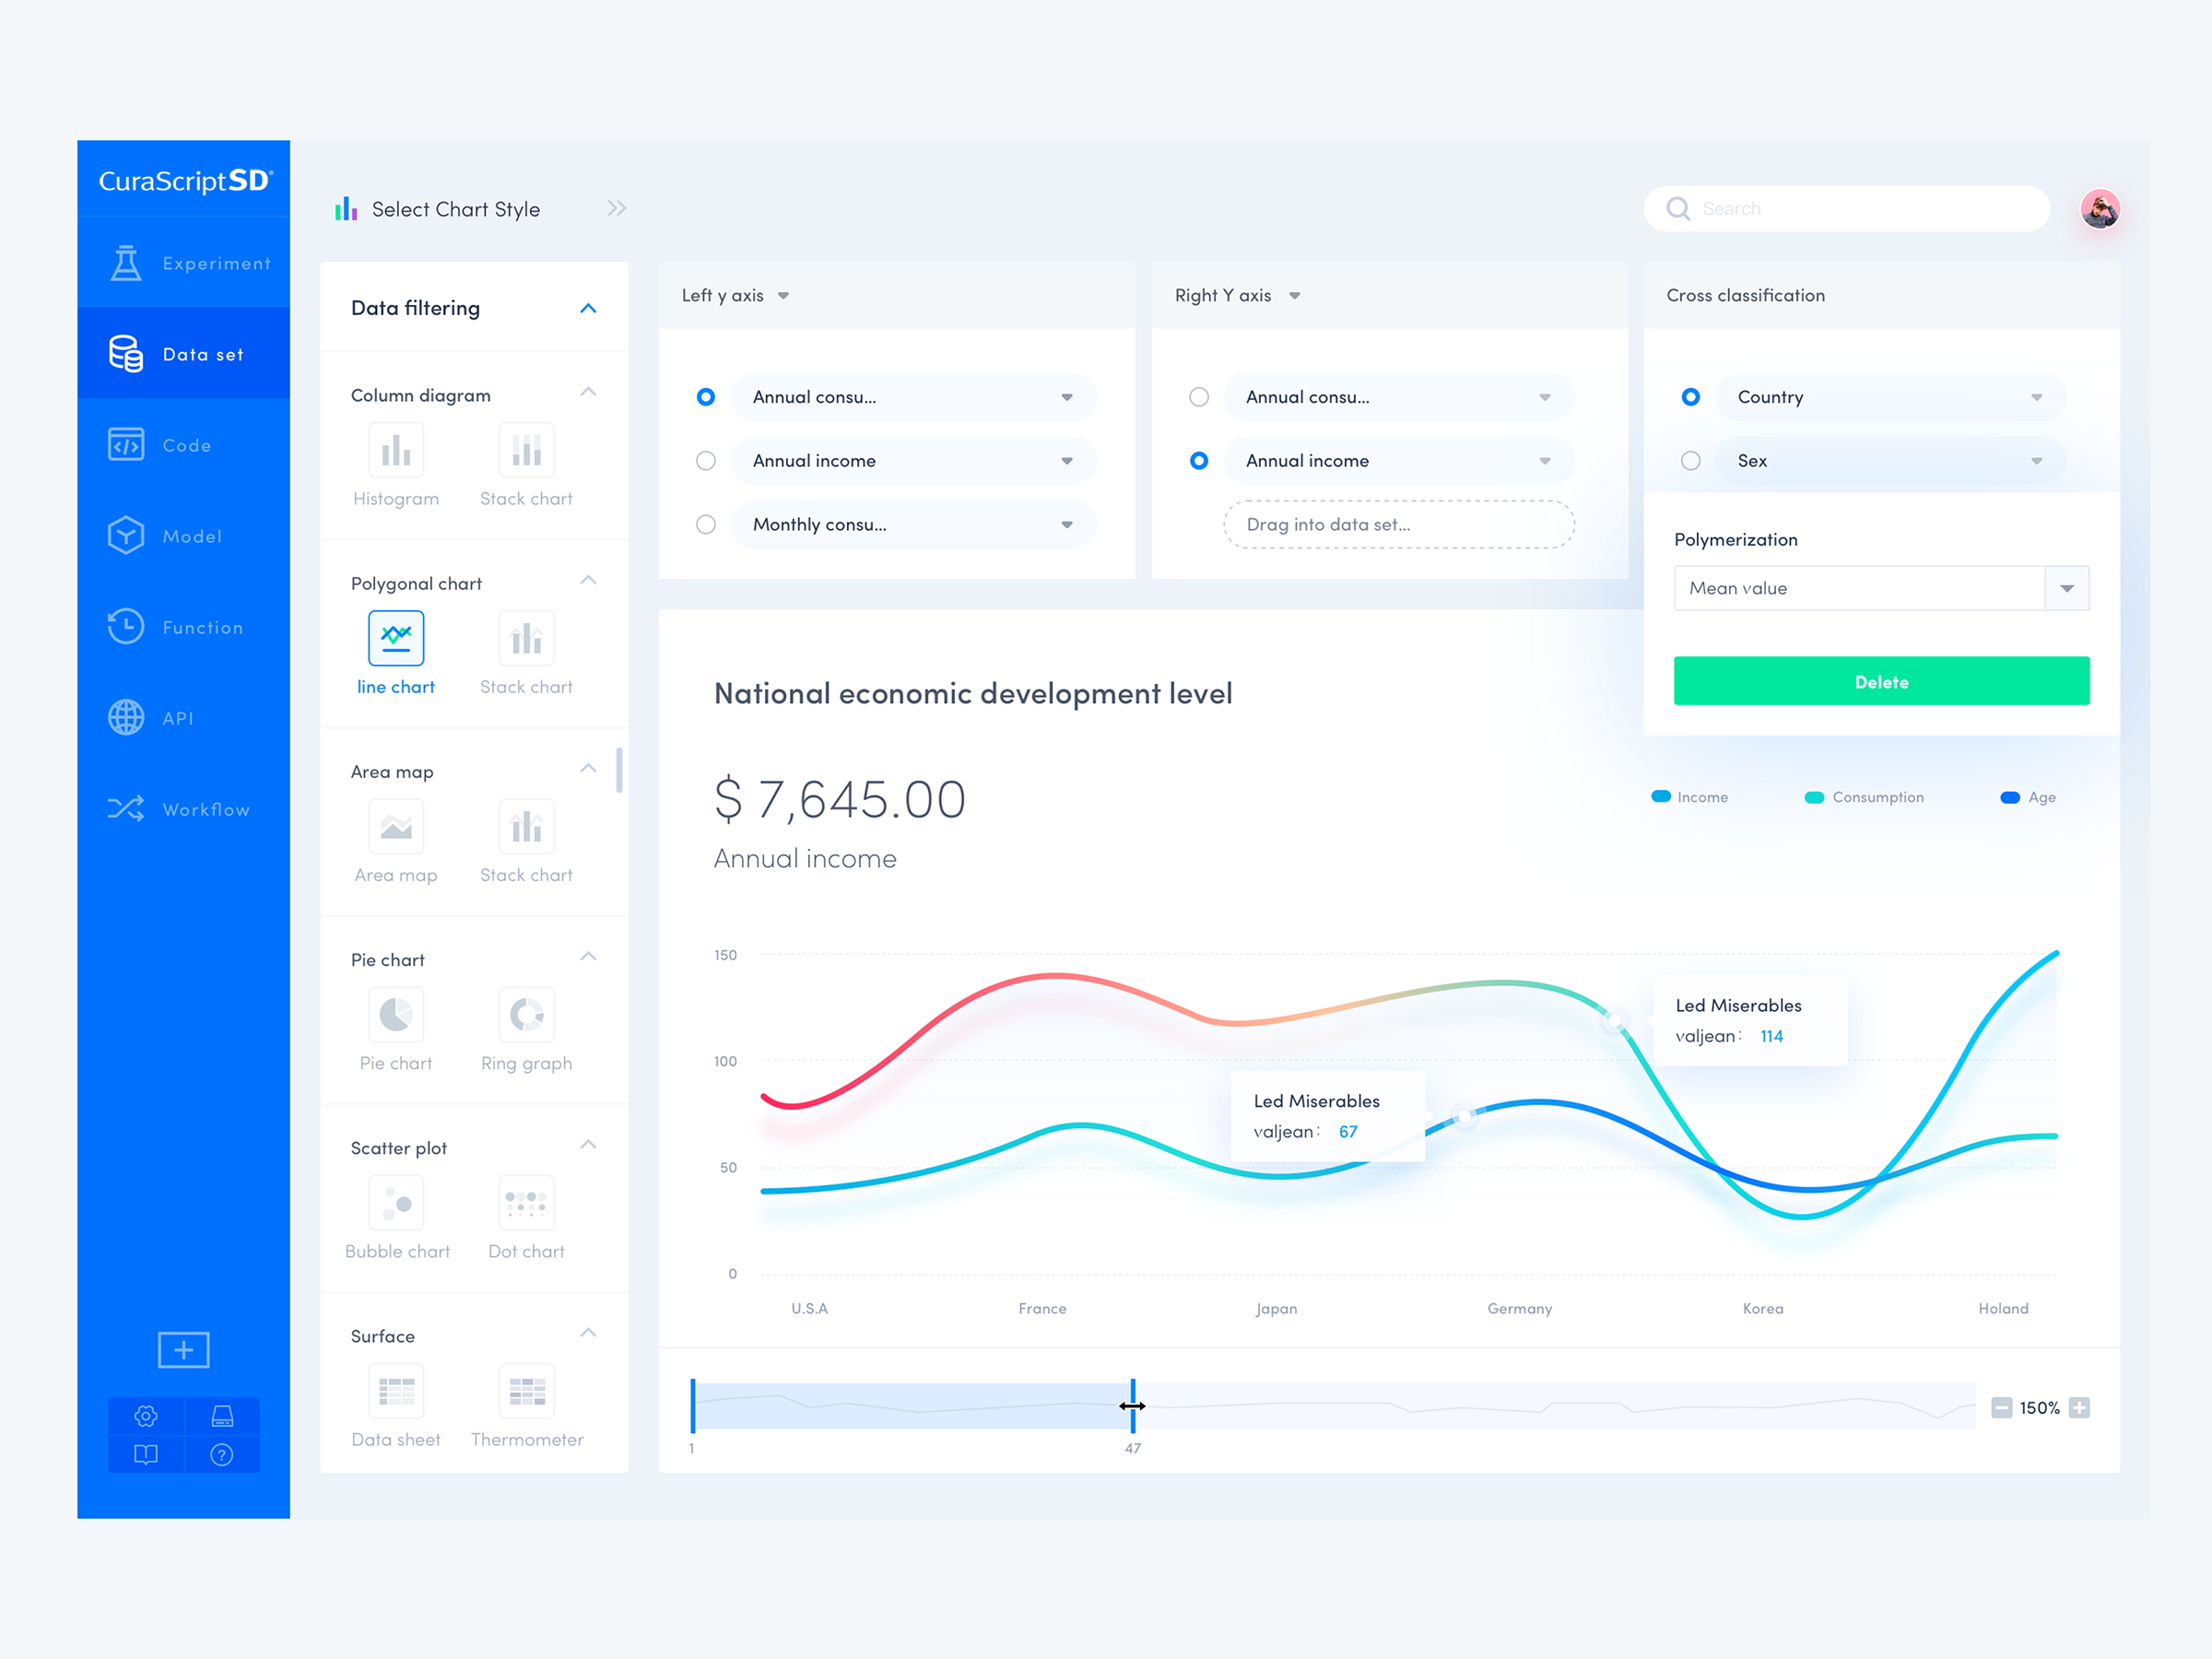 CuraScriptSD®
Experiment
Data set
Code
Model
Function
API
Workflow
Select Chart Style
Search
Data filtering
Column diagram
Histogram
Stack chart
Polygonal chart
line chart
Stack chart
Area map
Area map
Stack chart
Pie chart
Pie chart
Ring graph
Scatter plot
Bubble chart
Dot chart
Surface
Data sheet
Thermometer
Left y axis
Annual consu...
Annual income
Monthly consu...
Right Y axis
Annual consu...
Annual income
Drag into data set...
Cross classification
Country
Sex
Polymerization
Mean value
Delete
National economic development level
$ 7,645.00
Annual income
Income
Consumption
Age
150
100
50
0
Led Miserables
valjean: 114
Led Miserables
valjean: 67
U.S.A
France
Japan
Germany
Korea
Holand
1
47
150%